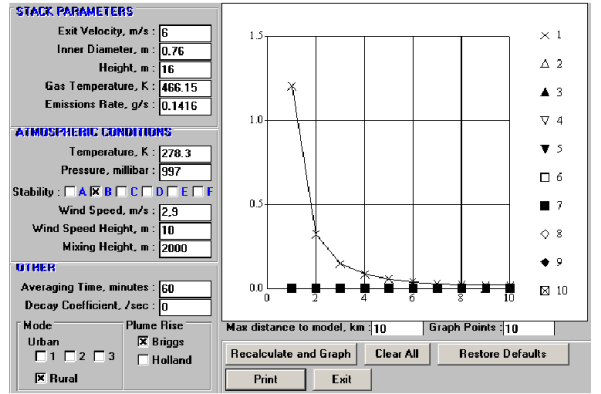 STACK PARAMETERS
Exit Velocity, m/s : 6
Inner Diameter, m : 0.76
Height, m : 16
Gas Temperature, K : 466.15
Emissions Rate, g/s : 0.1416
ATMOSPHERIC CONDITIONS
Temperature, K : 278.3
Pressure, millibar : 997
Stability : A B C D E F
Wind Speed, m/s : 2,9
Wind Speed Height, m : 10
Mixing Height, m : 2000
OTHER
Averaging Time, minutes : 60
Decay Coefficient, /sec : 0
Mode
Urban
1 2 3
Rural
Plume Rise
Briggs
Holland
1.5
1.0
0.5
0.0
0 2 4 6 8 10
1
2
3
4
5
6
7
8
9
10
Max distance to model, km : 10 Graph Points : 10
Recalculate and Graph Clear All Restore Defaults
Print Exit